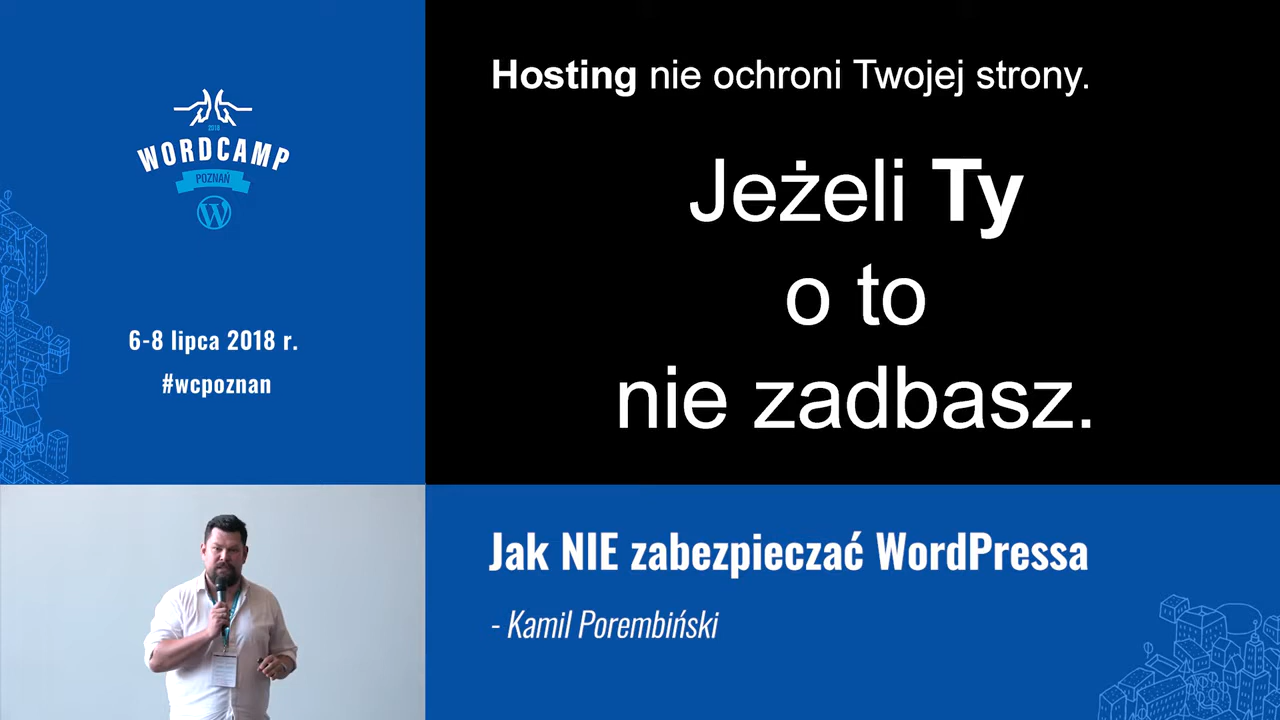 2018
WORDCAMP
POZNAŃ
6-8 lipca 2018 r.
#wcpoznan
Hosting nie ochroni Twojej strony.
Jeżeli Ty
o to
nie zadbasz.
Jak NIE zabezpieczać WordPressa
- Kamil Porembiński